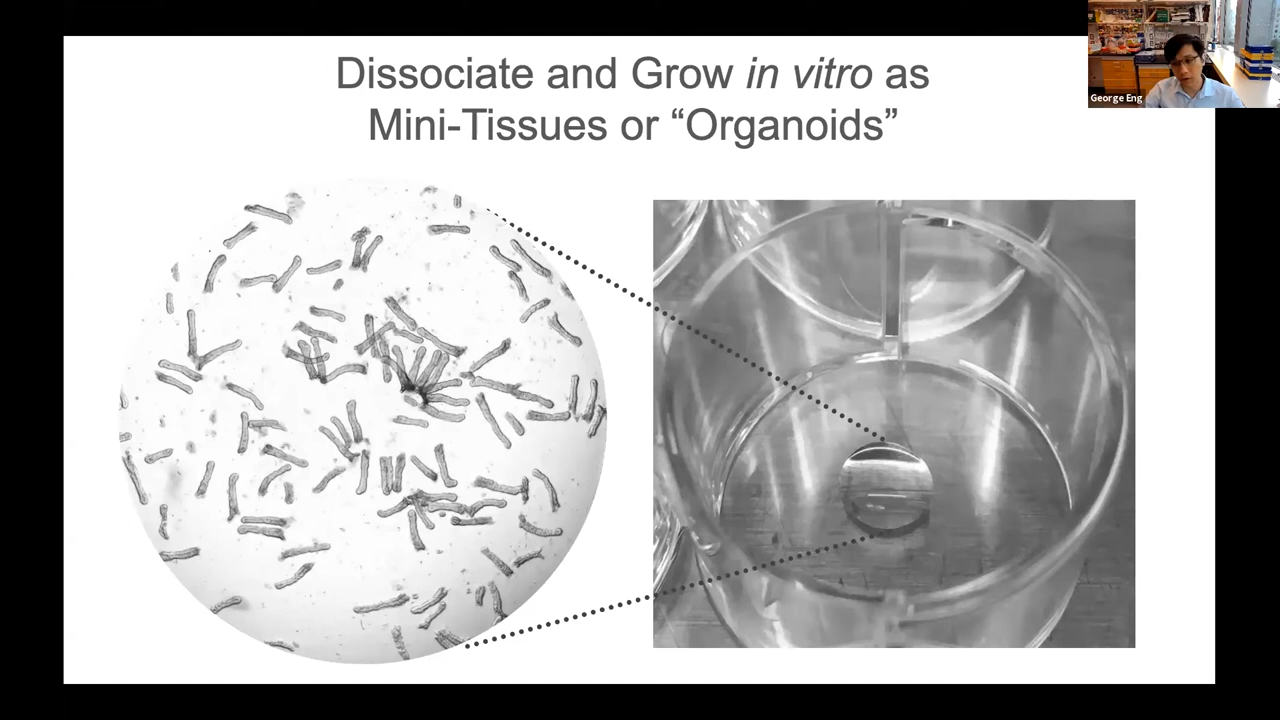 Dissociate and Grow in vitro as
Mini-Tissues or “Organoids”
George Eng